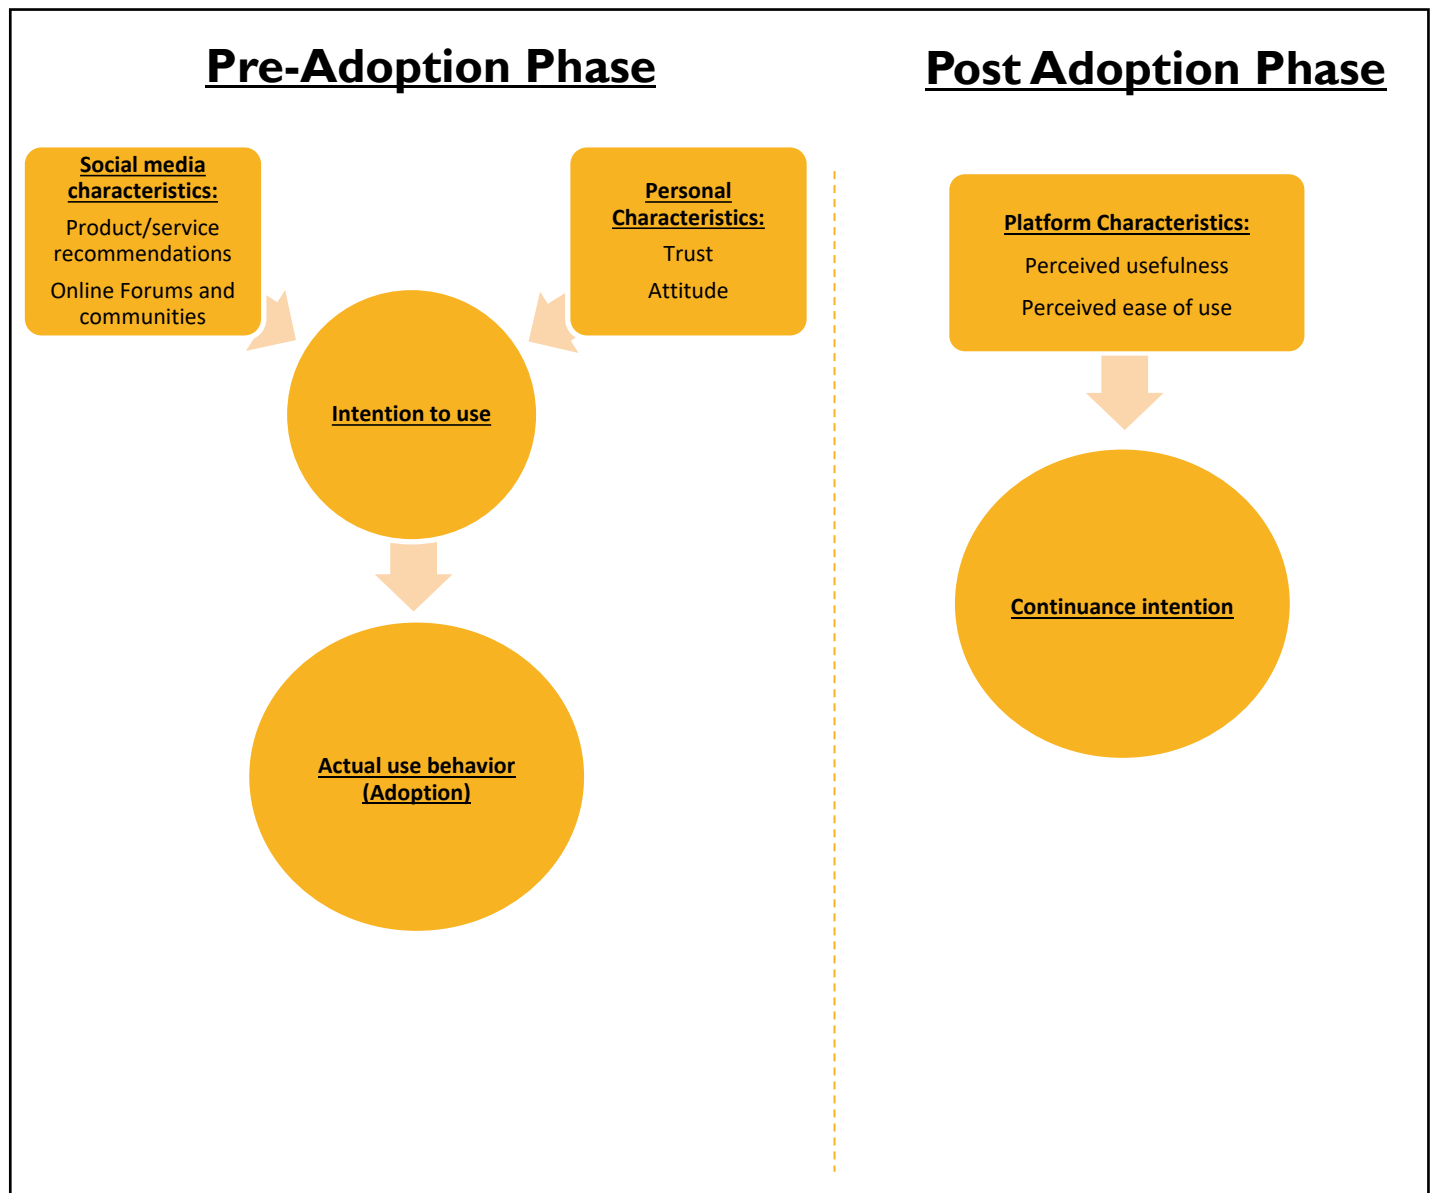 Pre-Adoption Phase
Social media
characteristics:
Product/service
recommendations
Online Forums and
communities
Personal
Characteristics:
Trust
Attitude
Intention to use
Actual use behavior
(Adoption)
Post Adoption Phase
Platform Characteristics:
Perceived usefulness
Perceived ease of use
Continuance intention